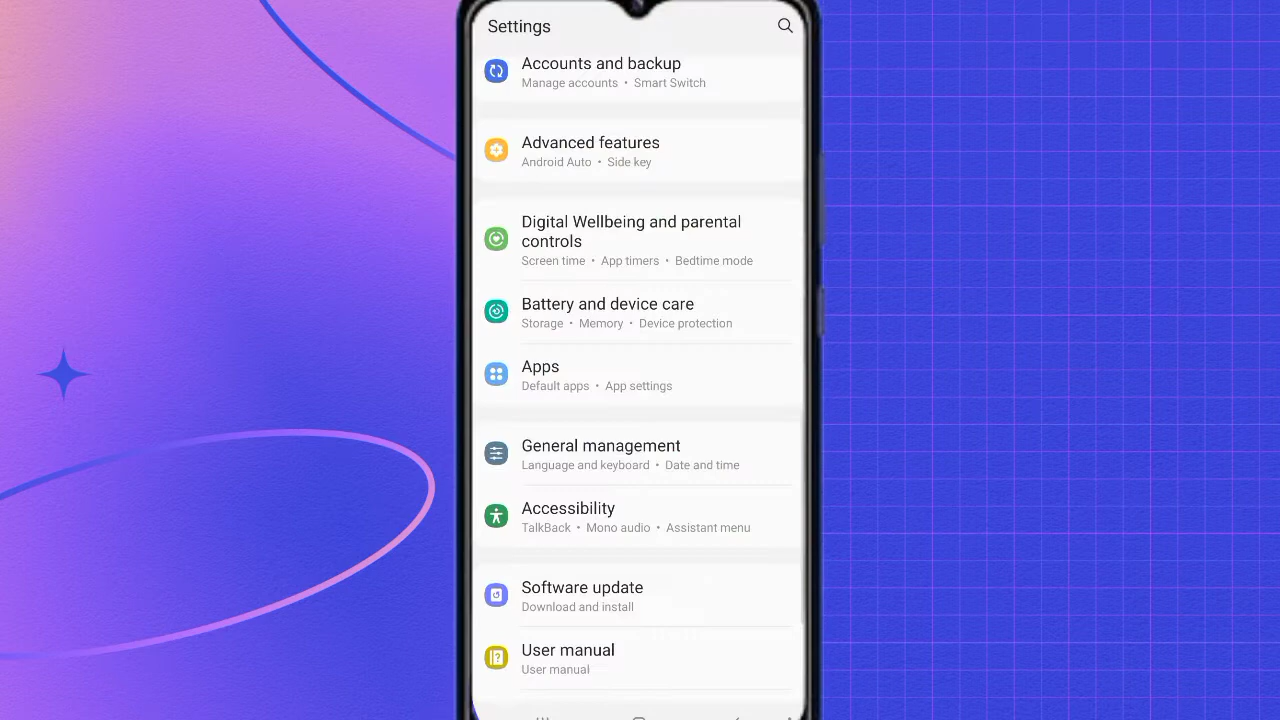 Settings
Accounts and backup
Manage accounts • Smart Switch
Advanced features
Android Auto • Side key
Digital Wellbeing and parental
controls
Screen time • App timers • Bedtime mode
Battery and device care
Storage • Memory • Device protection
Apps
Default apps • App settings
General management
Language and keyboard • Date and time
Accessibility
TalkBack • Mono audio • Assistant menu
Software update
Download and install
User manual
User manual